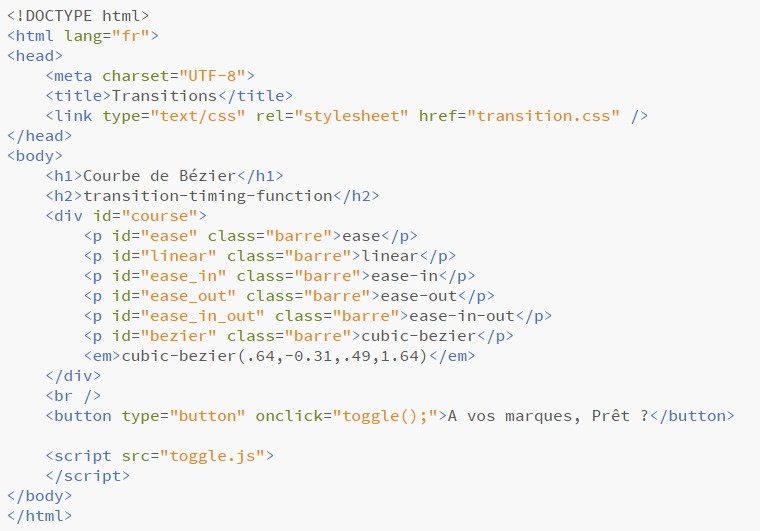 <!DOCTYPE html>
<html lang="fr">
<head>
    <meta charset="UTF-8">
    <title>Transitions</title>
    <link type="text/css" rel="stylesheet" href="transition.css" />
</head>
<body>
    <h1>Courbe de Bézier</h1>
    <h2>transition-timing-function</h2>
    <div id="course">
        <p id="ease" class="barre">ease</p>
        <p id="linear" class="barre">linear</p>
        <p id="ease_in" class="barre">ease-in</p>
        <p id="ease_out" class="barre">ease-out</p>
        <p id="ease_in_out" class="barre">ease-in-out</p>
        <p id="bezier" class="barre">cubic-bezier</p>
        <em>cubic-bezier(.64,-0.31,.49,1.64)</em>
    </div>
    <br />
    <button type="button" onclick="toggle();">A vos marques, Prêt ?</button>

    <script src="toggle.js">
    </script>
</body>
</html>